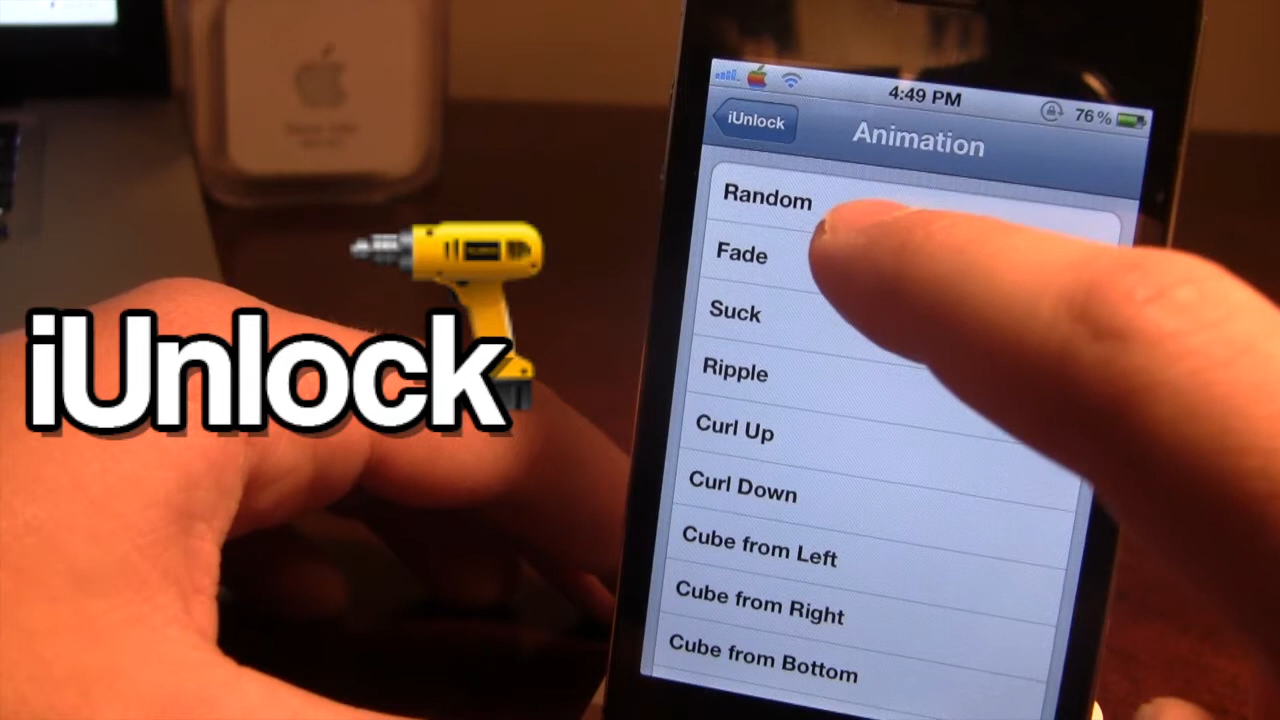 4:49 PM
76%
iUnlock
Animation
Random
Fade
Suck
Ripple
Curl Up
Curl Down
Cube from Left
Cube from Right
Cube from Bottom
iUnlock